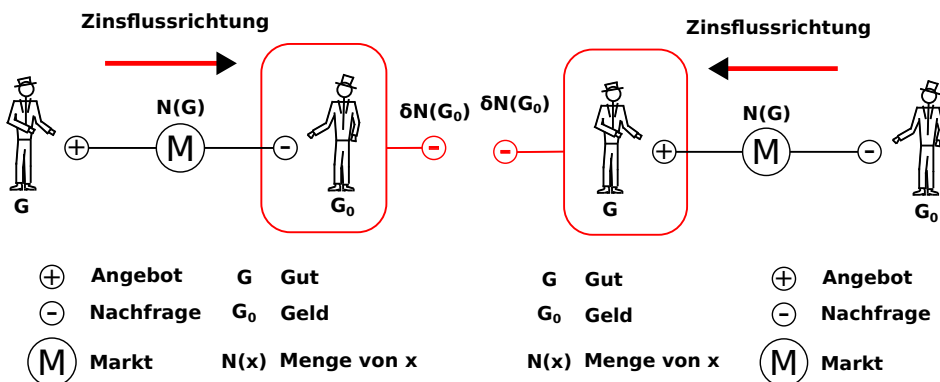 Zinsflussrichtung
N(G)
M
+
-
δN(G₀)
-
G
G₀
+ Angebot
- Nachfrage
M Markt
G Gut
G₀ Geld
N(x) Menge von x
Zinsflussrichtung
δN(G₀)
N(G)
-
+
M
-
G
G₀
G Gut
G₀ Geld
N(x) Menge von x
+ Angebot
- Nachfrage
M Markt